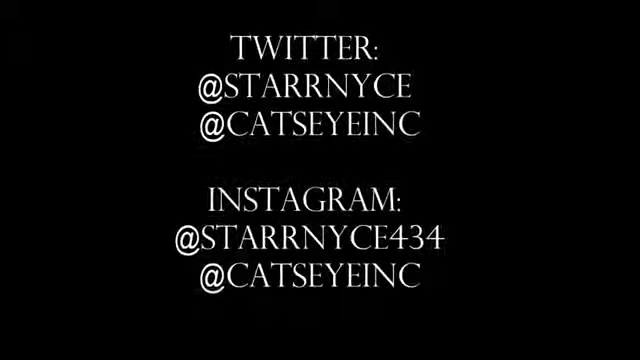 TWITTER:
@STARRNYCE
@CATSEYEINC
INSTAGRAM:
@STARRNYCE434
@CATSEYEINC